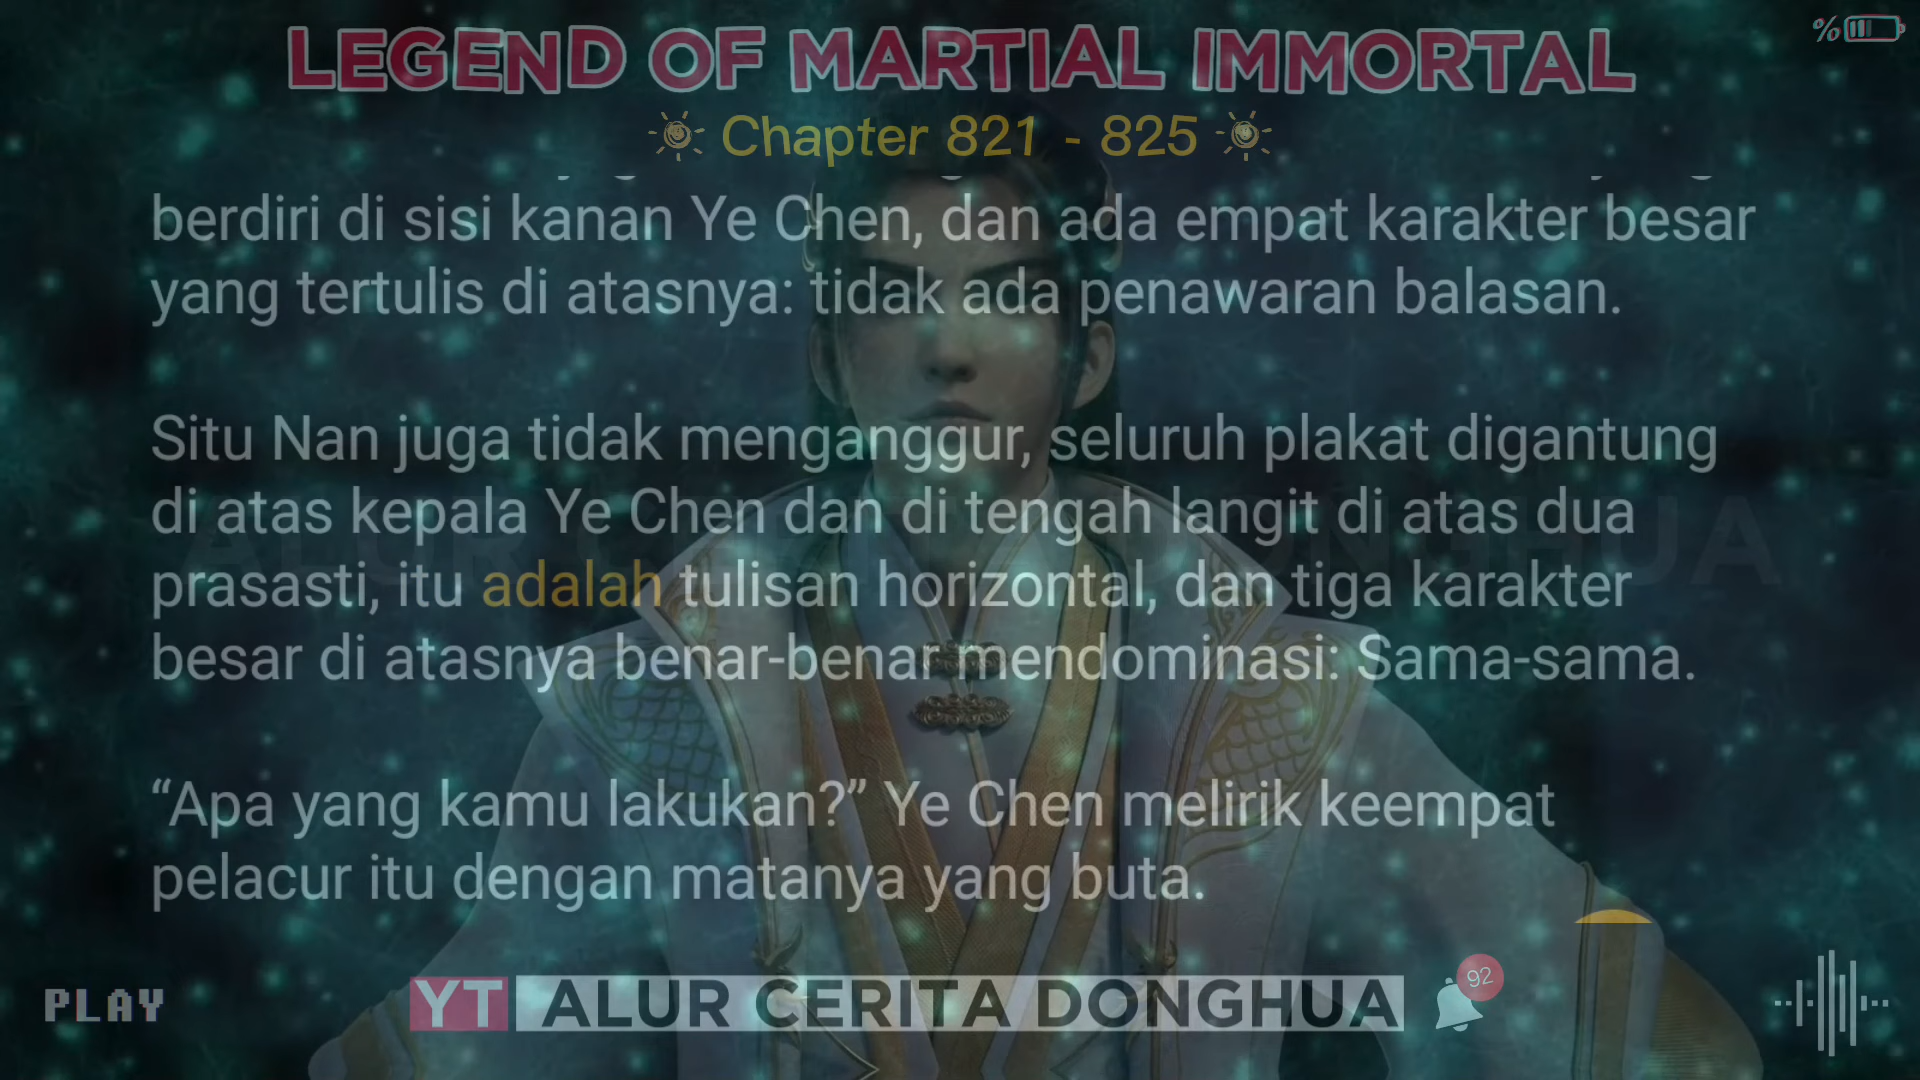 LEGEND OF MARTIAL IMMORTAL
%
Chapter 821 - 825
berdiri di sisi kanan Ye Chen, dan ada empat karakter besar
yang tertulis di atasnya: tidak ada penawaran balasan.
Situ Nan juga tidak menganggur, seluruh plakat digantung
di atas kepala Ye Chen dan di tengah langit di atas dua
prasasti, itu adalah tulisan horizontal, dan tiga karakter
besar di atasnya benar-benar mendominasi: Sama-sama.
“Apa yang kamu lakukan?” Ye Chen melirik keempat
pelacur itu dengan matanya yang buta.
ALUR CERITA DONGHUA
PLAY
YT ALUR CERITA DONGHUA
92